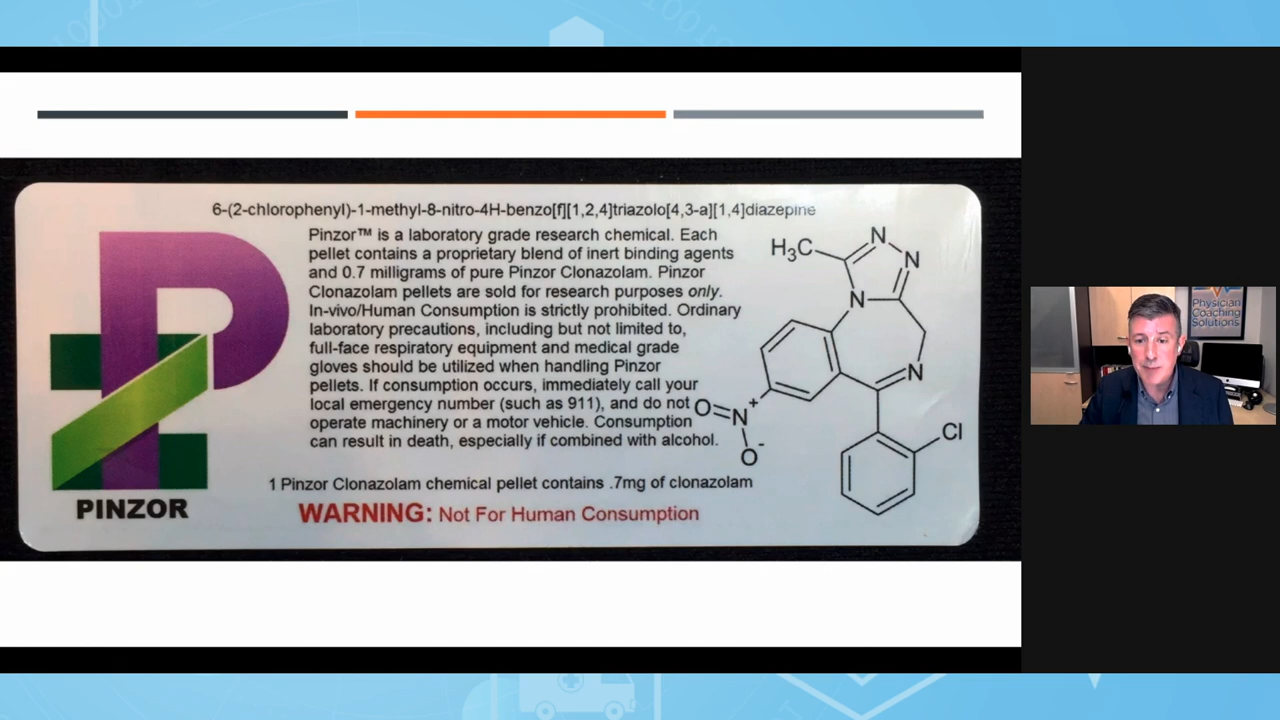 6-(2-chlorophenyl)-1-methyl-8-nitro-4H-benzo[f][1,2,4]triazolo[4,3-a][1,4]diazepine
Pinzor™ is a laboratory grade research chemical. Each
pellet contains a proprietary blend of inert binding agents
and 0.7 milligrams of pure Pinzor Clonazolam. Pinzor
Clonazolam pellets are sold for research purposes only.
In-vivo/Human Consumption is strictly prohibited. Ordinary
laboratory precautions, including but not limited to,
full-face respiratory equipment and medical grade
gloves should be utilized when handling Pinzor
pellets. If consumption occurs, immediately call your
local emergency number (such as 911), and do not
operate machinery or a motor vehicle. Consumption
can result in death, especially if combined with alcohol.
1 Pinzor Clonazolam chemical pellet contains .7mg of clonazolam
WARNING: Not For Human Consumption
PINZOR
H₃C
N
N
N
N
O
N
+
-
O
Cl
Physician
Coaching
Solutions